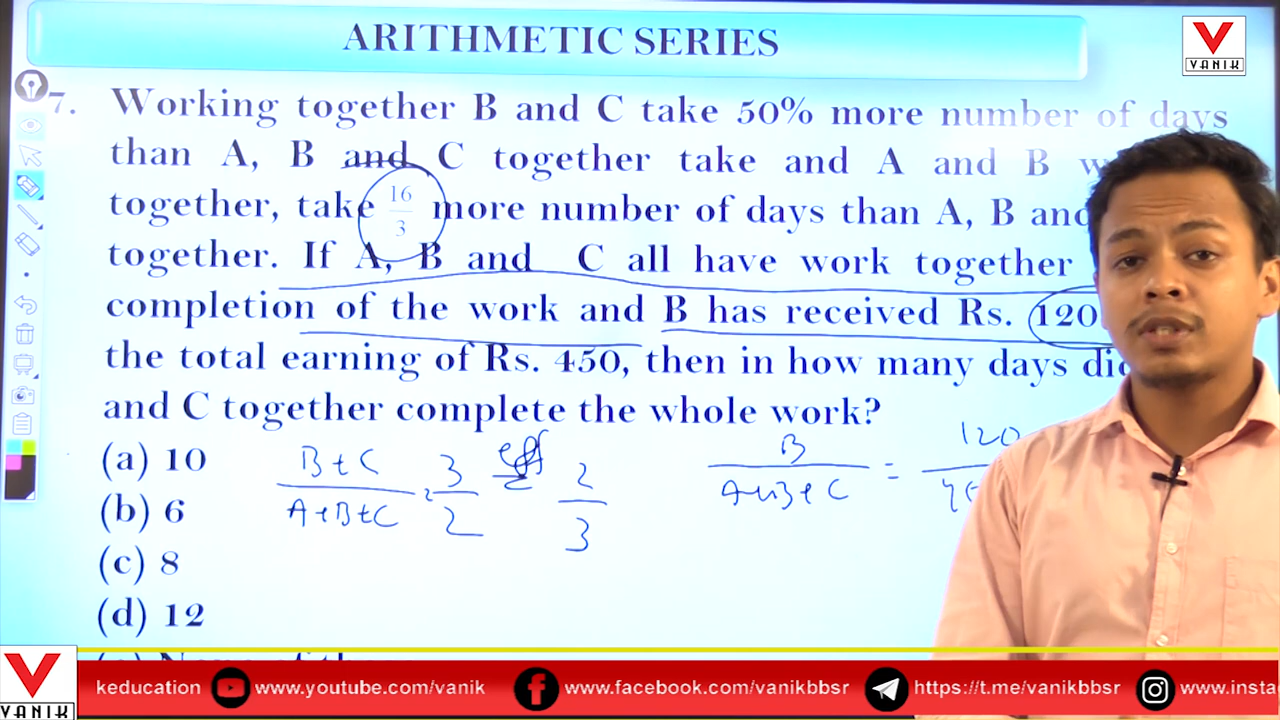 ARITHMETIC SERIES
VANIK
7. Working together B and C take 50% more number of days
than A, B and C together take and A and B
together, take 16/3 more number of days than A, B and
together. If A, B and C all have work together
completion of the work and B has received Rs. 120
the total earning of Rs. 450, then in how many days
and C together complete the whole work?
(a) 10
(b) 6
(c) 8
(d) 12
B+C / A+B+C = 3/2 eff 2/3
B / A+B+C = 120
VANIK
keducation www.youtube.com/vanik www.facebook.com/vanikbbsr https://t.me/vanikbbsr www.insta